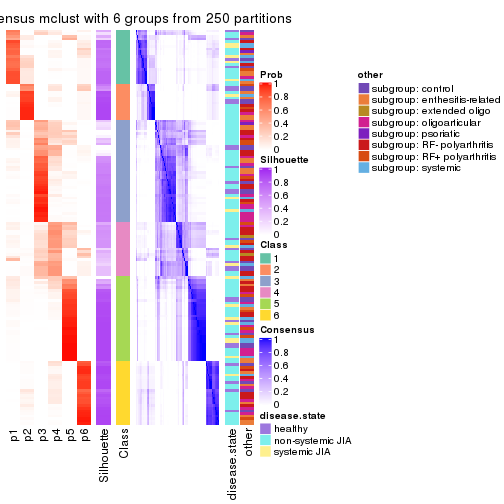 ensus mclust with 6 groups from 250 partitions
Prob
1
0.8
0.6
0.4
0.2
0
Silhouette
1
0.8
0.6
0.4
0.2
0
Class
1
2
3
4
5
6
Consensus
1
0.8
0.6
0.4
0.2
0
disease.state
healthy
non-systemic JIA
systemic JIA
other
subgroup: control
subgroup: enthesitis-related
subgroup: extended oligo
subgroup: oligoarticular
subgroup: psoriatic
subgroup: RF- polyarthritis
subgroup: RF+ polyarthritis
subgroup: systemic
p1
p2
p3
p4
p5
p6
Silhouette
Class
disease.state
other